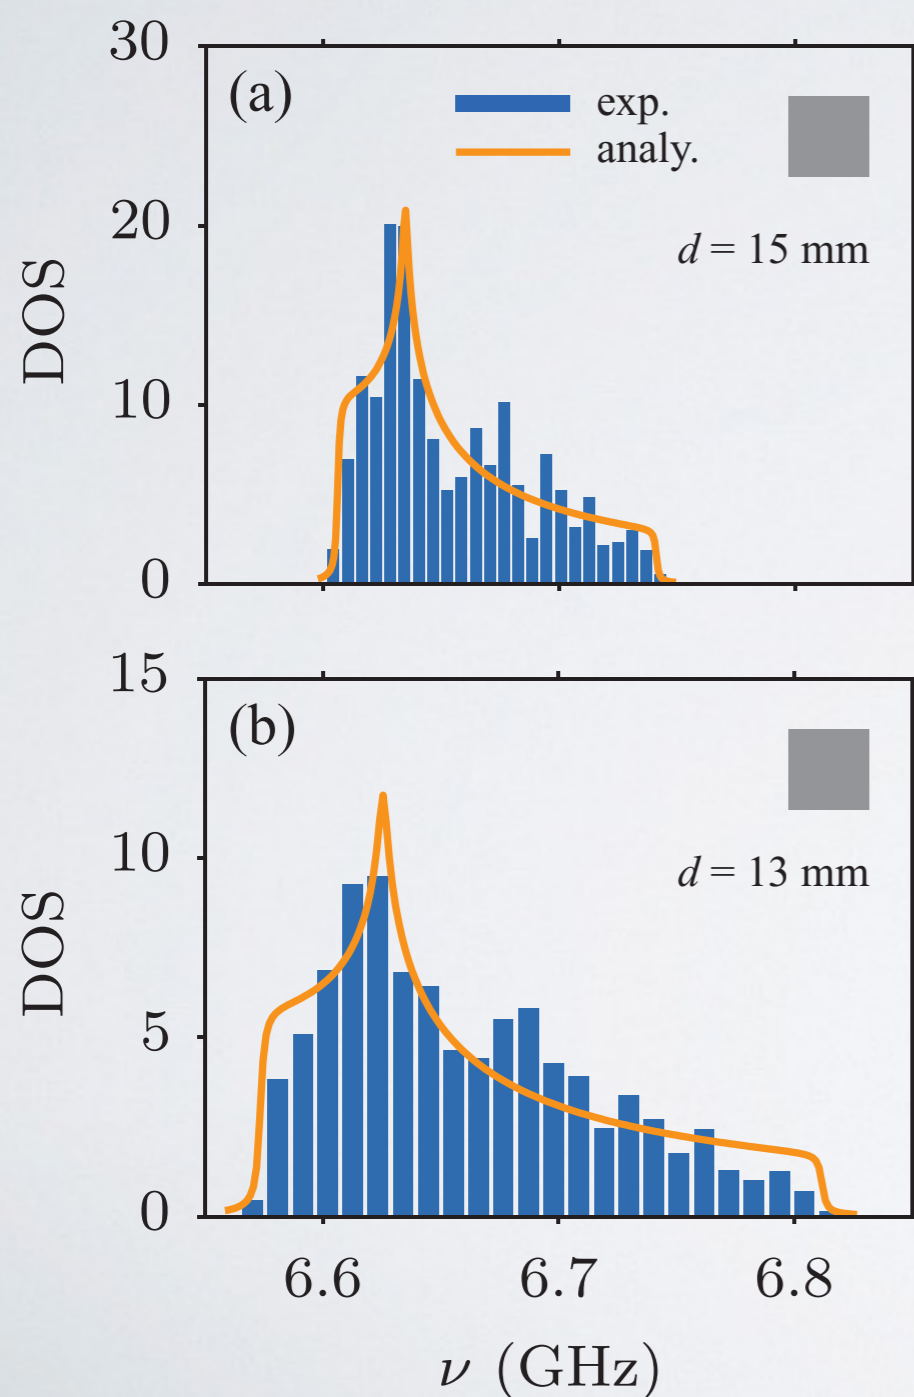 30
(a)
exp.
analy.
20
d = 15 mm
DOS
10
0
15
(b)
10
d = 13 mm
DOS
5
0
6.6 6.7 6.8
ν (GHz)